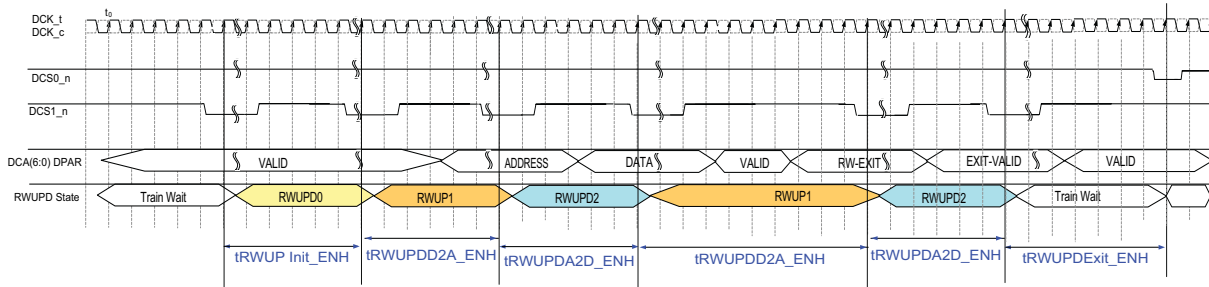 DCK_t t0
DCK_c
DCS0_n
DCS1_n
DCA(6:0) DPAR VALID ADDRESS DATA VALID RW-EXIT EXIT-VALID VALID
RWUPD State Train Wait RWUPD0 RWUP1 RWUPD2 RWUP1 RWUPD2 Train Wait
tRWUP Init_ENH tRWUPDD2A_ENH tRWUPDA2D_ENH tRWUPDD2A_ENH tRWUPDA2D_ENH tRWUPDExit_ENH